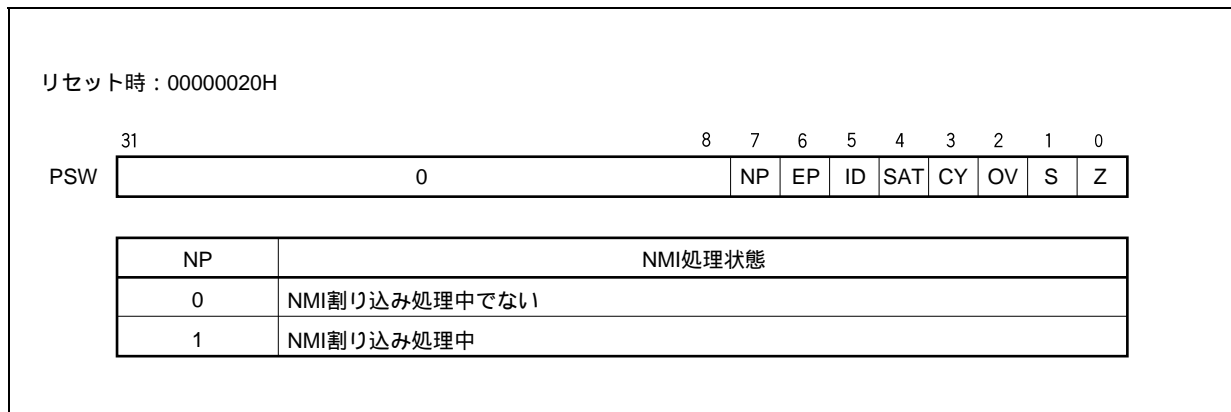 リセット時：00000020H
31 8 7 6 5 4 3 2 1 0
PSW 0 NP EP ID SAT CY OV S Z
NP NMI処理状態
0 NMI割り込み処理中でない
1 NMI割り込み処理中